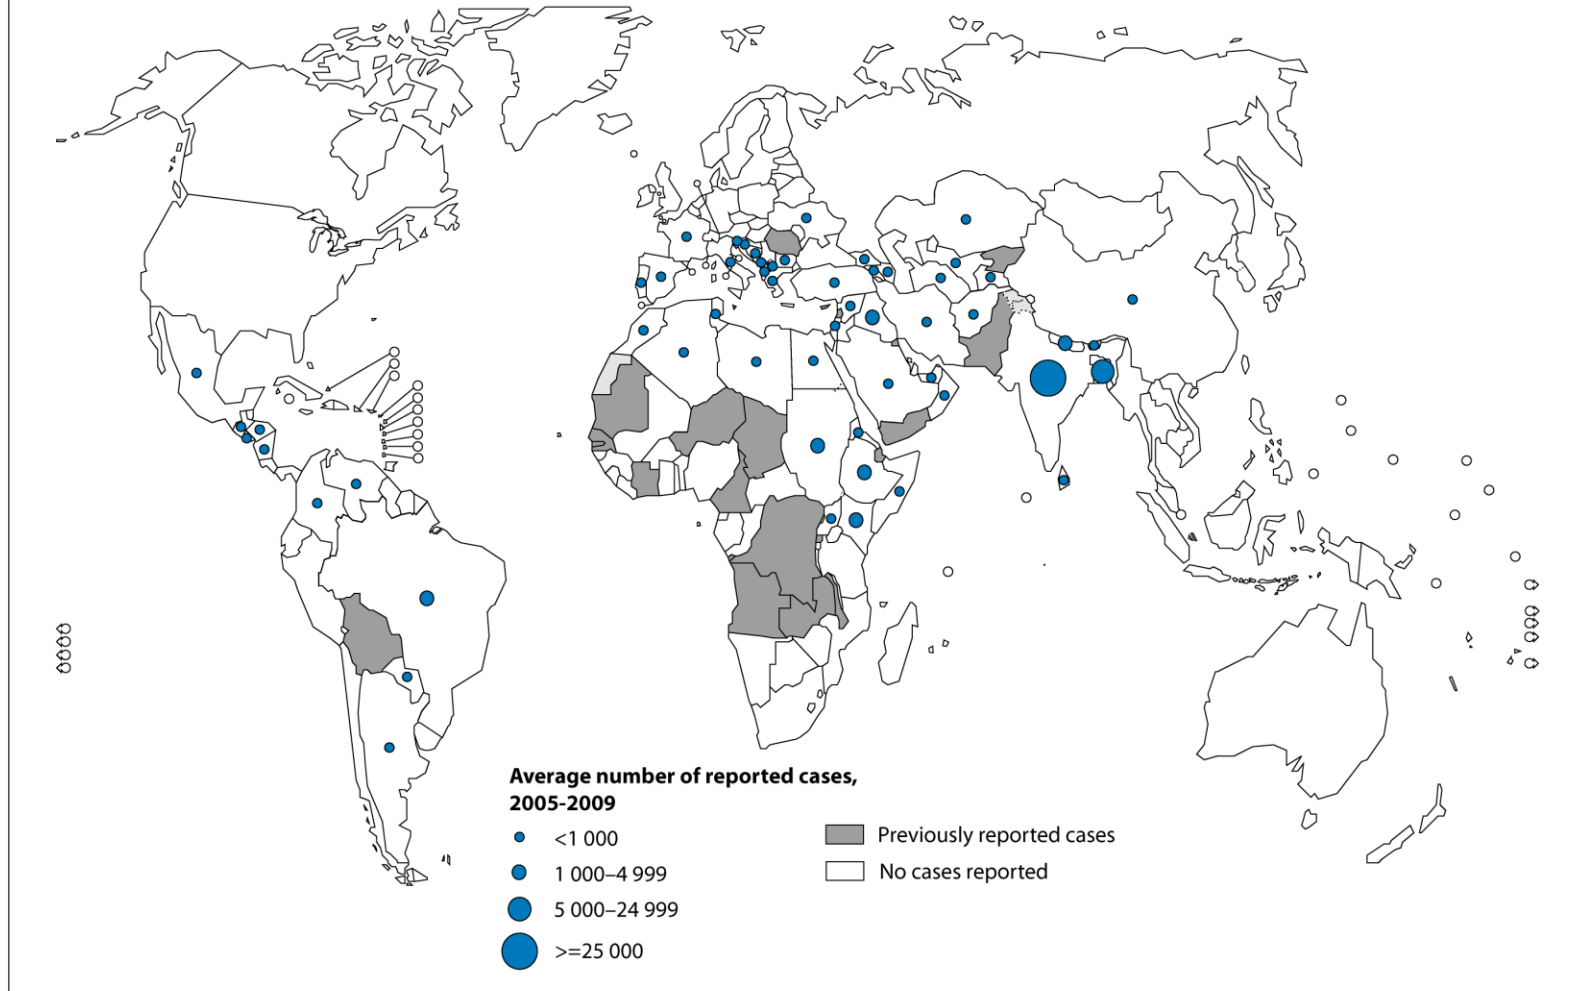 Average number of reported cases,
2005-2009
<1 000
1 000–4 999
5 000–24 999
>=25 000
Previously reported cases
No cases reported